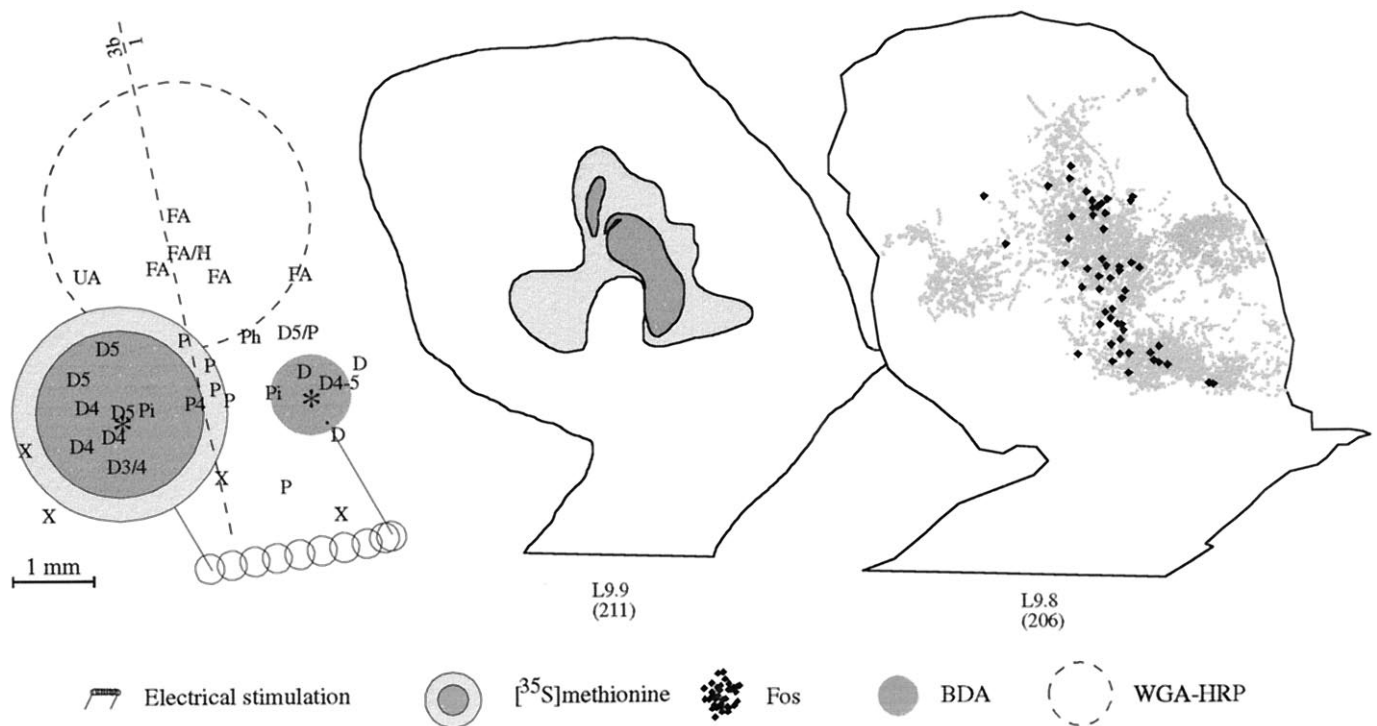 3b
1
FA
FA/H
FA
FA
FA
UA
P
Ph
D5/P
D5
P
D
D
D5
P
Pi
D4-5
D4
D5
Pi
P4
P
D4
D4
D
X
D3/4
X
P
X
X
1 mm
L9.9
(211)
L9.8
(206)
Electrical stimulation
[35S]methionine
Fos
BDA
WGA-HRP